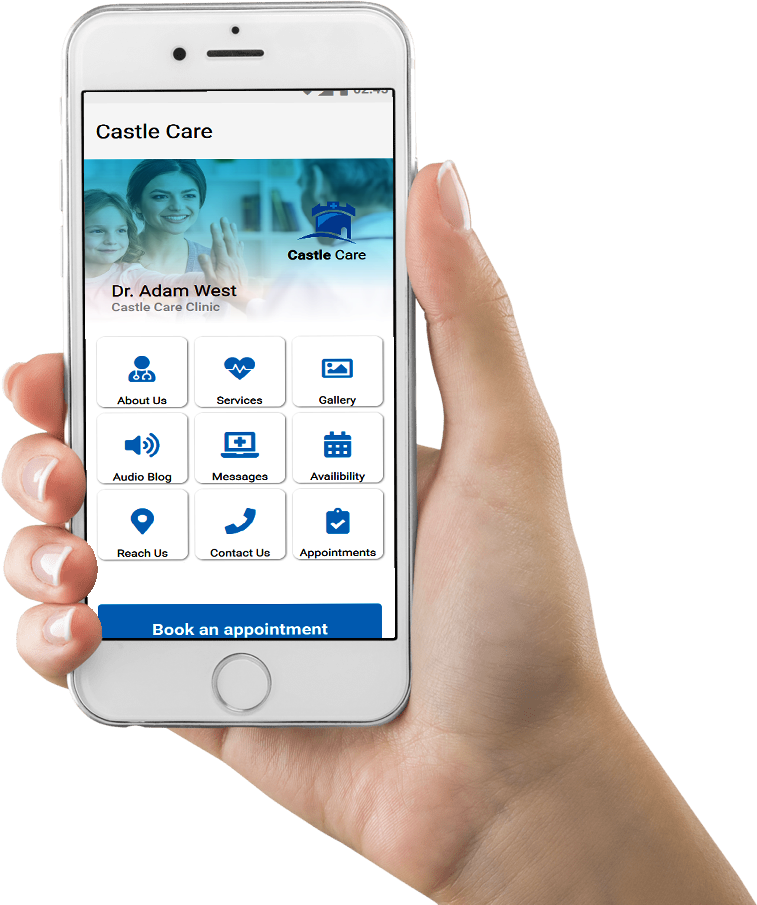 Castle Care
Castle Care
Dr. Adam West
Castle Care Clinic
About Us
Services
Gallery
Audio Blog
Messages
Availibility
Reach Us
Contact Us
Appointments
Book an appointment